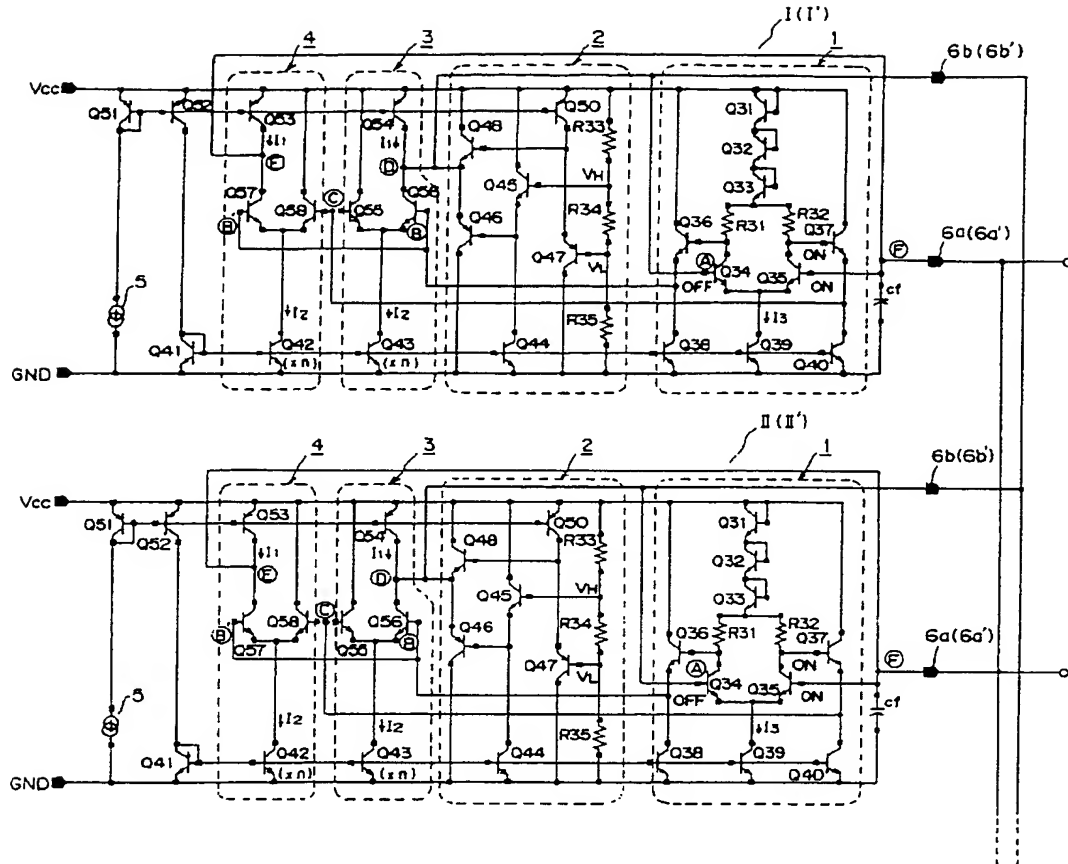 I(I')
6b(6b')
4
3
2
1
Vcc
Q51
Q52
Q53
Q54
Q48
Q50
R33
Q31
Q32
Q33
↓I1
I1↓
E
D
VH
Q45
R34
Q57
Q58
C
Q55
Q56
B'
B
Q46
Q47
VL
R35
Q36
R31
R32
Q37
A
Q34
Q35
ON
OFF
ON
F
6a(6a')
cf
5
↓I2
↓I2
↓I3
Q41
Q42
(xn)
Q43
(xn)
Q44
Q38
Q39
Q40
GND
II(II')
6b(6b')
4
3
2
1
Vcc
Q51
Q52
Q53
Q54
Q48
Q50
R33
Q31
Q32
Q33
↓I1
I1↓
E
D
VH
Q45
R34
B'
Q58
C
Q56
B
Q57
Q55
Q46
Q47
VL
R35
Q36
R31
R32
Q37
A
Q34
Q35
ON
OFF
ON
F
6a(6a')
cf
5
↓I2
↓I2
↓I3
Q41
Q42
(xn)
Q43
(xn)
Q44
Q38
Q39
Q40
GND